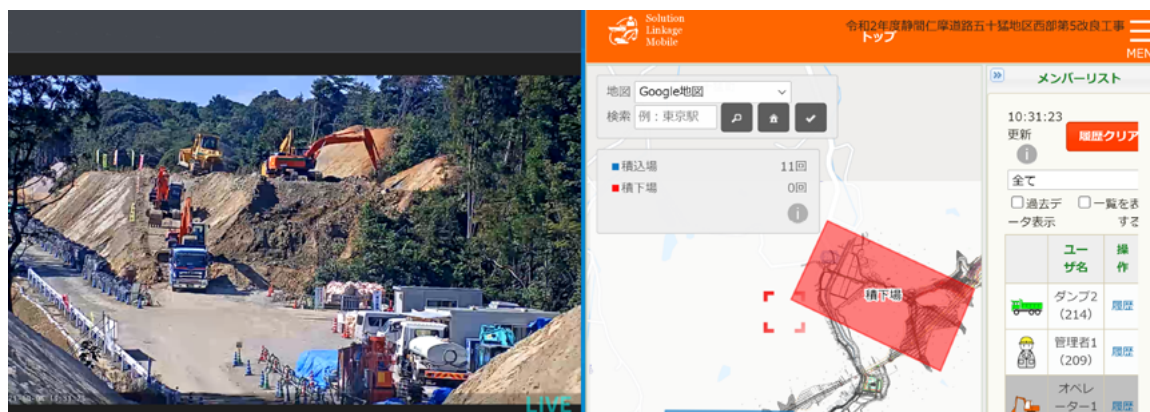 LIVE
Solution
Linkage
Mobile
令和2年度静間仁摩道路五十猛地区西部第5改良工事
トップ
MEN
地図 Google地図
検索 例：東京駅
積込場 11回
積下場 0回
積下場
メンバーリスト
10:31:23
更新
履歴クリア
全て
過去デ
ータ表示
一覧を表
する
ユー
ザ名
操
作
ダンプ2
(214)
履歴
管理者1
(209)
履歴
オペレ
ーター1
履歴